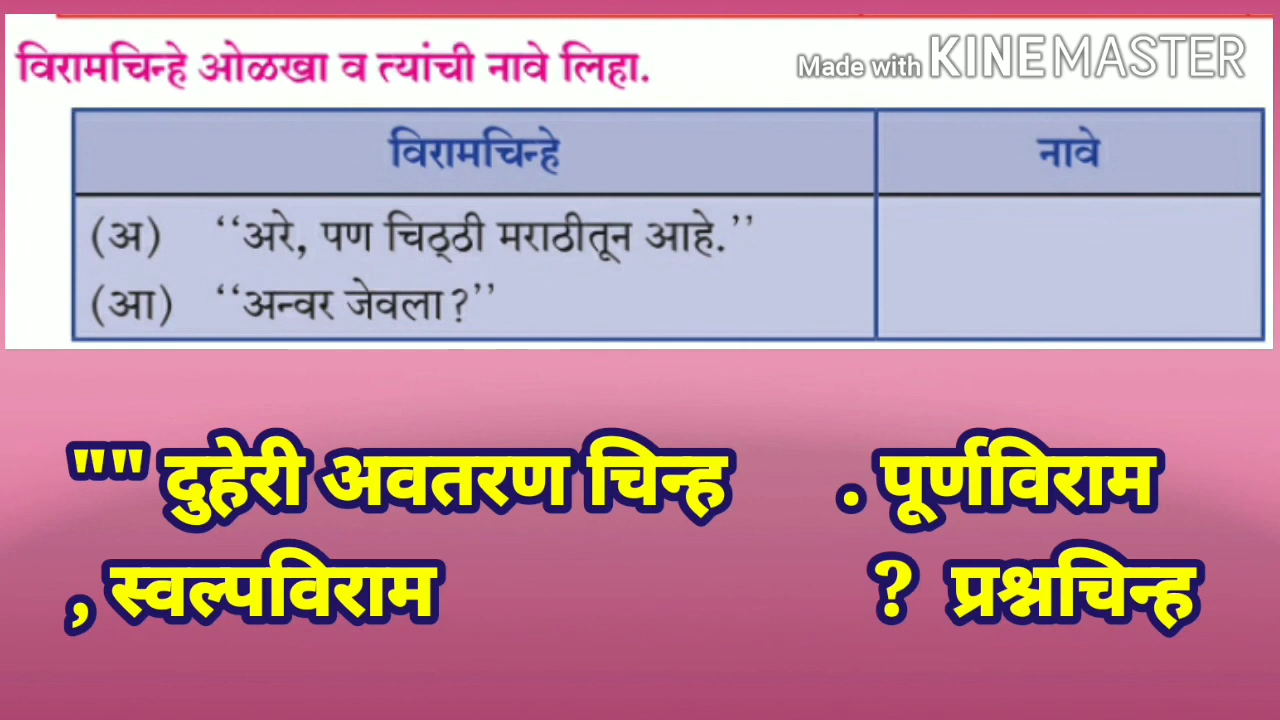 विरामचिन्हे ओळखा व त्यांची नावे लिहा.
Made with KINEMASTER
विरामचिन्हे नावे
(अ) ‘‘अरे, पण चिठ्ठी मराठीतून आहे.’’
(आ) ‘‘अन्वर जेवला?’’
"" दुहेरी अवतरण चिन्ह . पूर्णविराम
, स्वल्पविराम ? प्रश्नचिन्ह